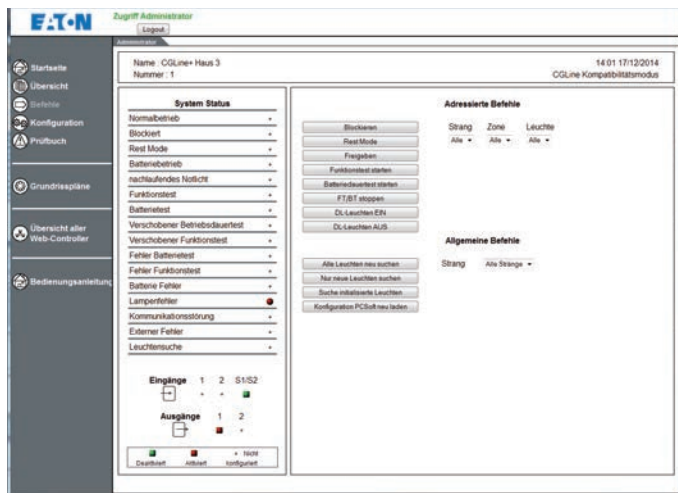 EATON
Zugriff Administrator
Logout
Administrator
Startseite
Übersicht
Befehle
Konfiguration
Prüfbuch
Grundrisspläne
Übersicht aller
Web-Controller
Bedienungsanleitung
Name : CGLine+ Haus 3
Nummer : 1
14:01 17/12/2014
CGLine Kompatibilitätsmodus
System Status
Normalbetrieb
Blockiert
Rest Mode
Batteriebetrieb
nachlaufendes Notlicht
Funktionstest
Batterietest
Verschobener Betriebsdauertest
Verschobener Funktionstest
Fehler Batterietest
Fehler Funktionstest
Batterie Fehler
Lampenfehler
Kommunikationsstörung
Externer Fehler
Leuchtensuche
Eingänge 1 2 S1/S2
Ausgänge 1 2
Deaktiviert Aktiviert + Nicht konfiguriert
Adressierte Befehle
Blockieren
Rest Mode
Freigeben
Funktionstest starten
Batteriedauertest starten
FT/BT stoppen
DL-Leuchten EIN
DL-Leuchten AUS
Strang Zone Leuchte
Alle Alle Alle
Allgemeine Befehle
Alle Leuchten neu suchen
Nur neue Leuchten suchen
Suche initialisierte Leuchten
Konfiguration PCSoft neu laden
Strang Alle Stränge